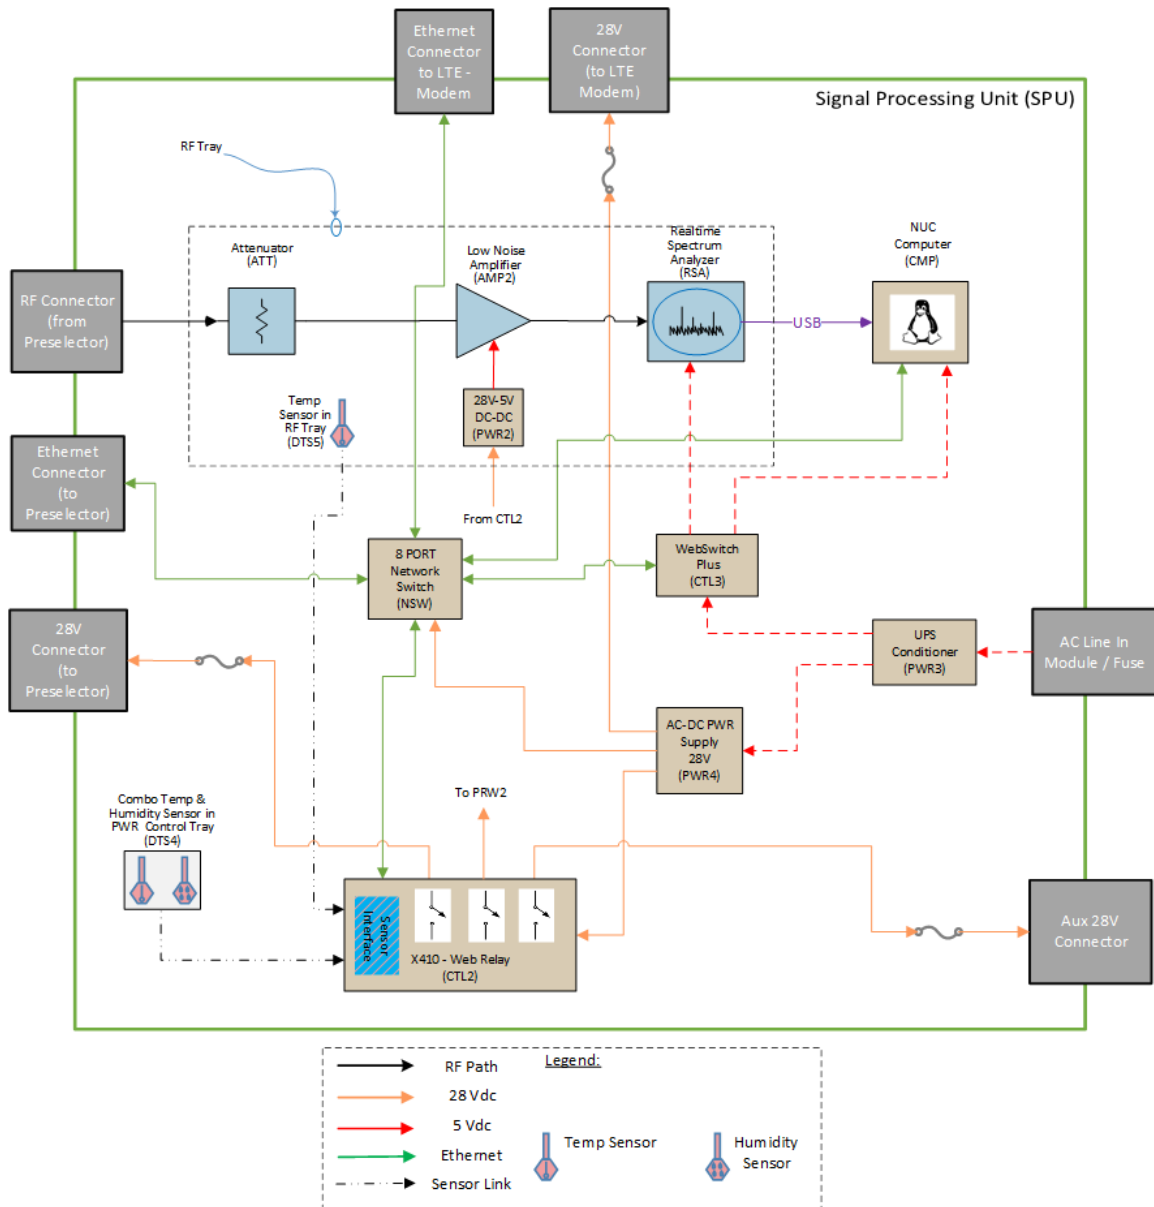 Ethernet
Connector
to LTE -
Modem
28V
Connector
(to LTE
Modem)
Signal Processing Unit (SPU)
RF Tray
Attenuator
(ATT)
Low Noise
Amplifier
(AMP2)
Realtime
Spectrum
Analyzer
(RSA)
NUC
Computer
(CMP)
RF Connector
(from
Preselector)
USB
Temp
Sensor in
RF Tray
(DTS5)
28V-5V
DC-DC
(PWR2)
Ethernet
Connector
(to
Preselector)
From CTL2
8 PORT
Network
Switch
(NSW)
WebSwitch
Plus
(CTL3)
28V
Connector
(to
Preselector)
UPS
Conditioner
(PWR3)
AC Line In
Module / Fuse
AC-DC PWR
Supply
28V
(PWR4)
To PRW2
Combo Temp &
Humidity Sensor in
PWR Control Tray
(DTS4)
Sensor
Interface
X410 - Web Relay
(CTL2)
Aux 28V
Connector
Legend:
RF Path
28 Vdc
5 Vdc
Ethernet
Sensor Link
Temp Sensor
Humidity
Sensor